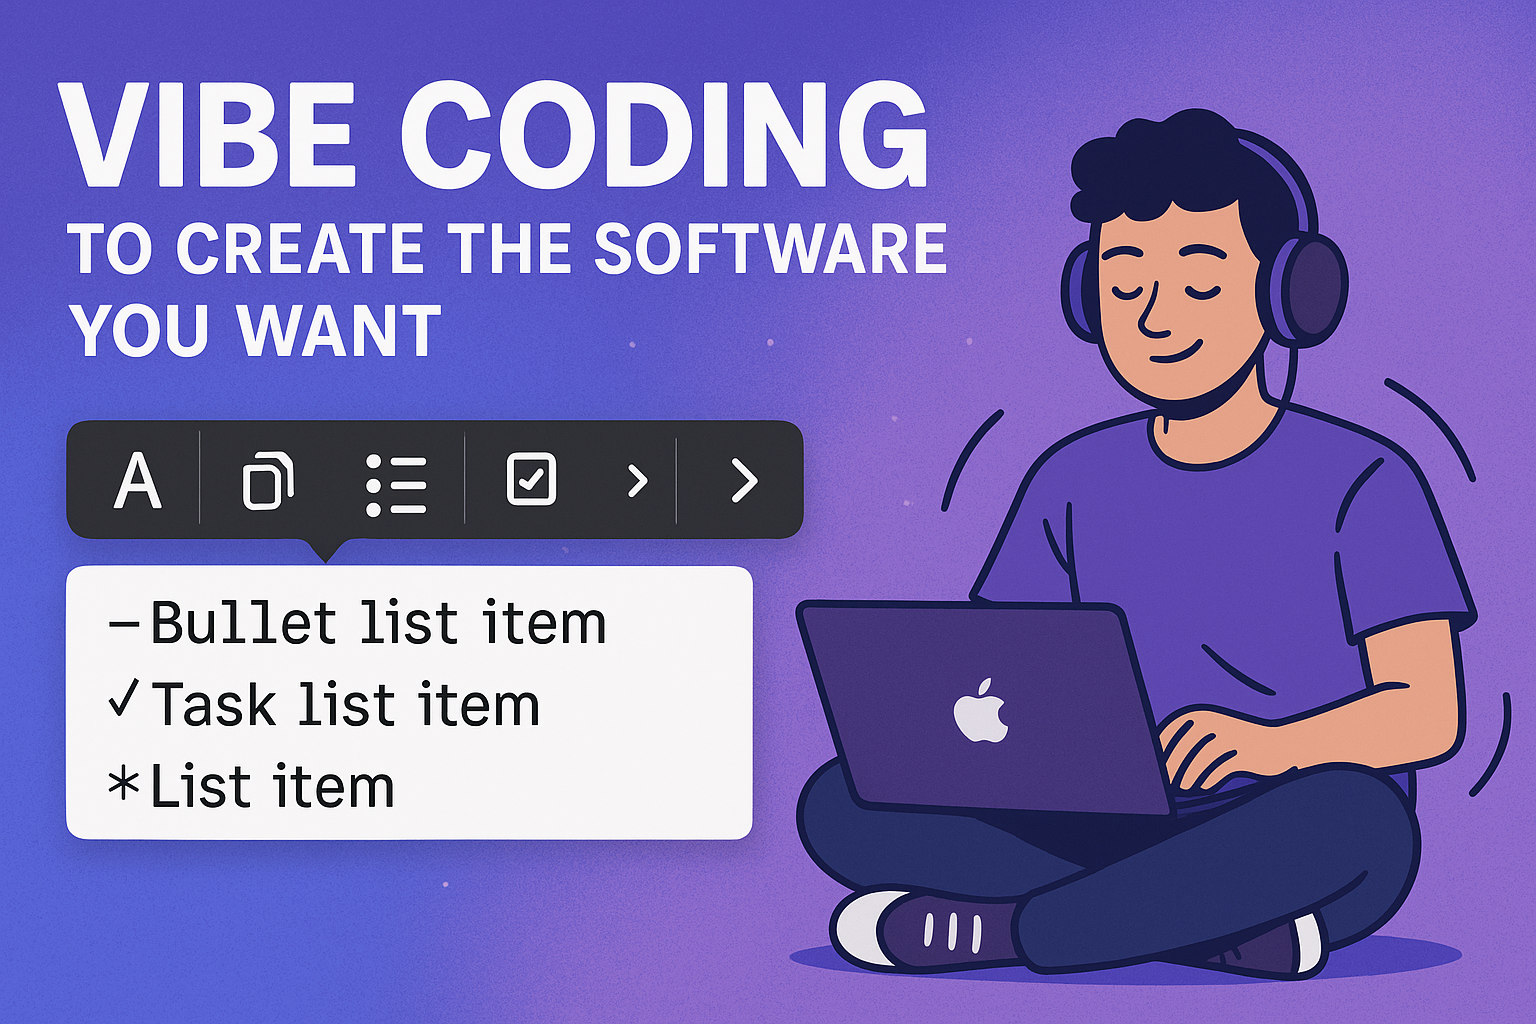 VIBE CODING
TO CREATE THE SOFTWARE
YOU WANT
A
–Bullet list item
✓Task list item
*List item